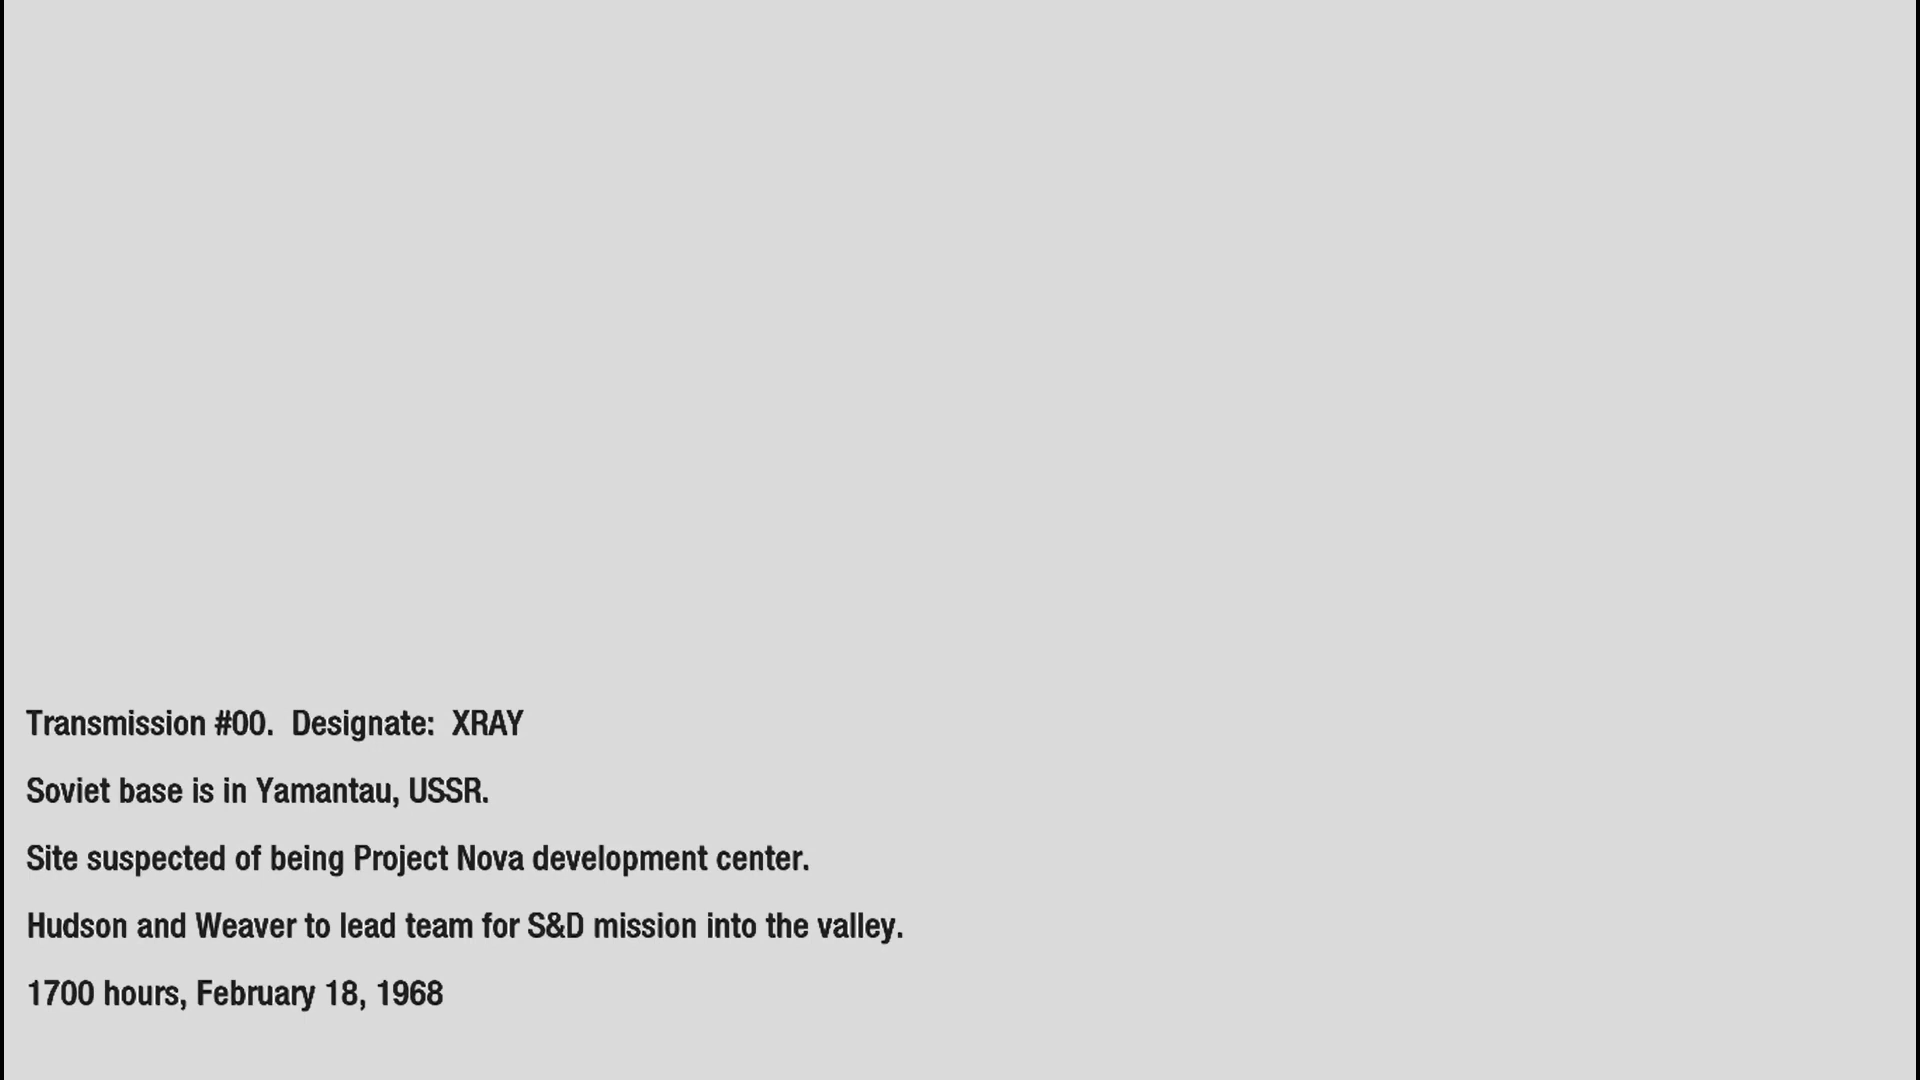 Transmission #00.  Designate:  XRAY
Soviet base is in Yamantau, USSR.
Site suspected of being Project Nova development center.
Hudson and Weaver to lead team for S&D mission into the valley.
1700 hours, February 18, 1968